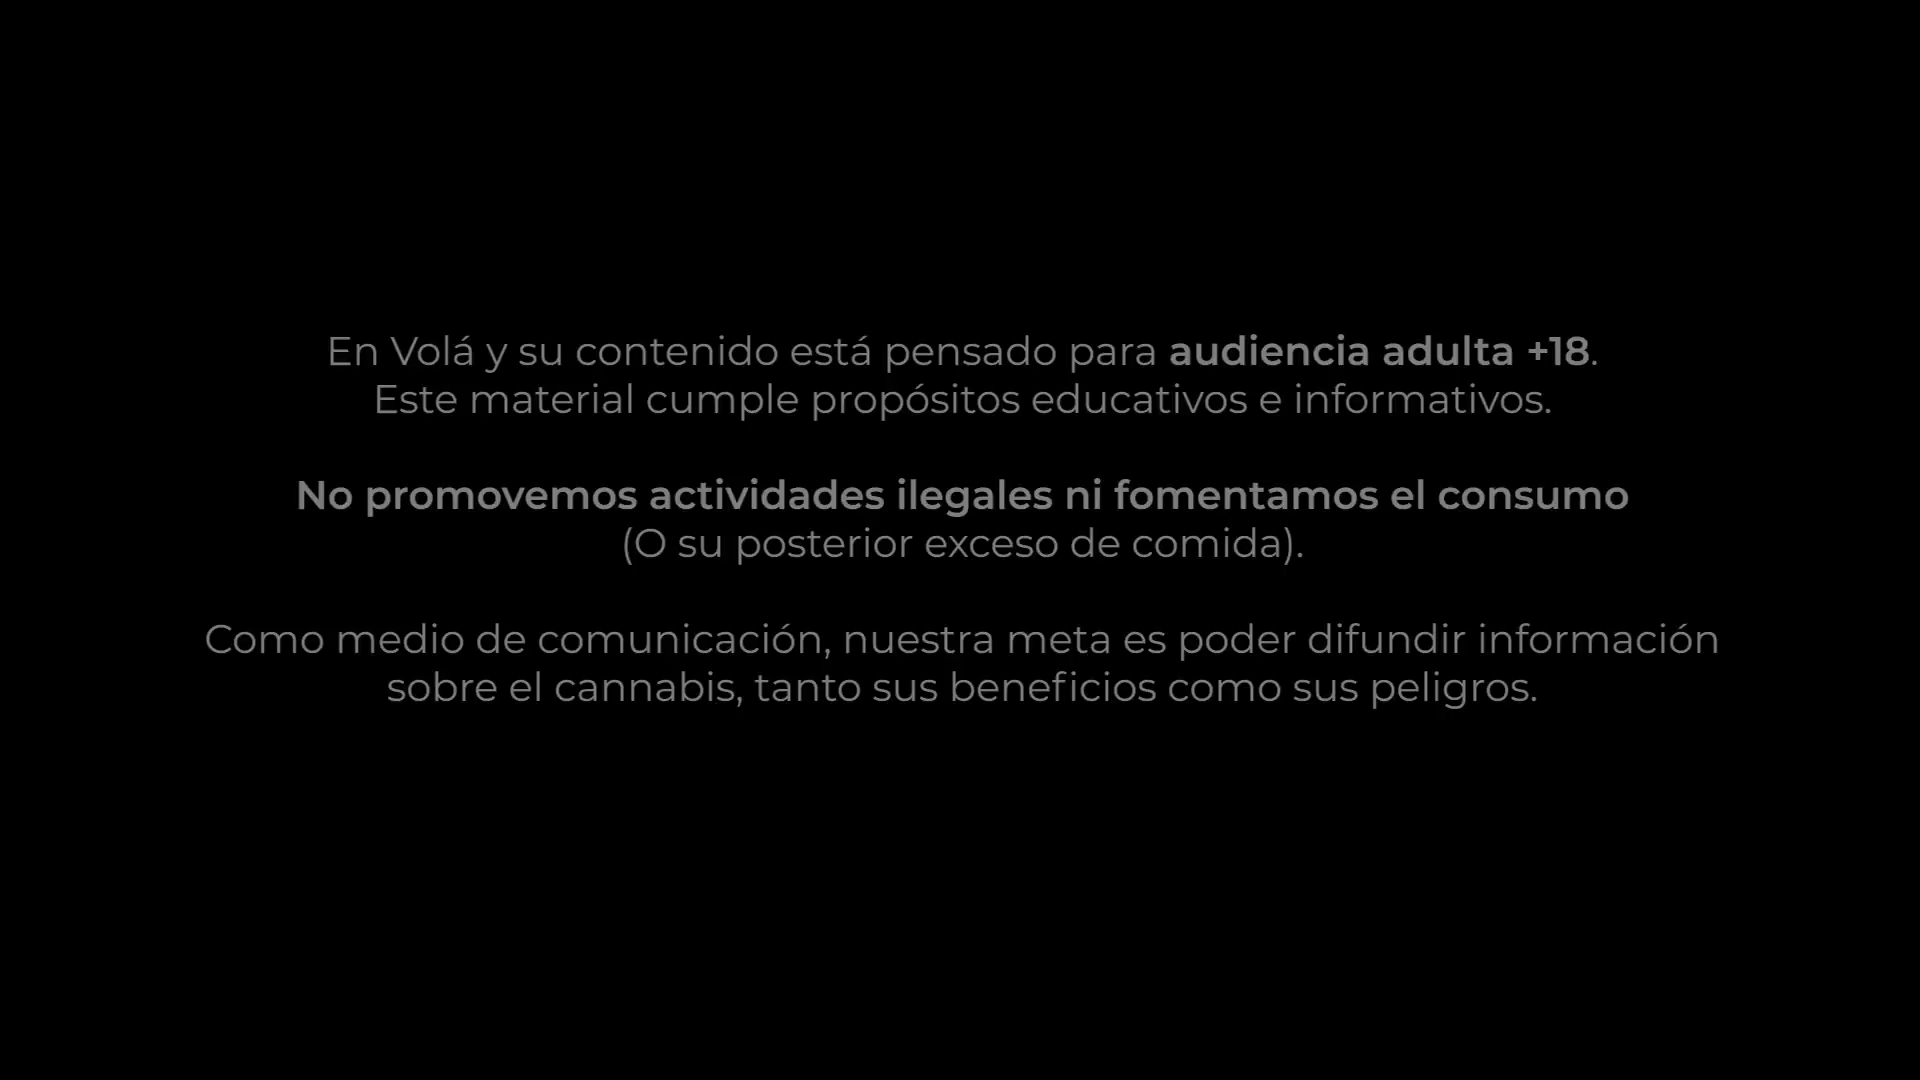 En Volá y su contenido está pensado para audiencia adulta +18.
Este material cumple propósitos educativos e informativos.
No promovemos actividades ilegales ni fomentamos el consumo
(O su posterior exceso de comida).
Como medio de comunicación, nuestra meta es poder difundir información
sobre el cannabis, tanto sus beneficios como sus peligros.